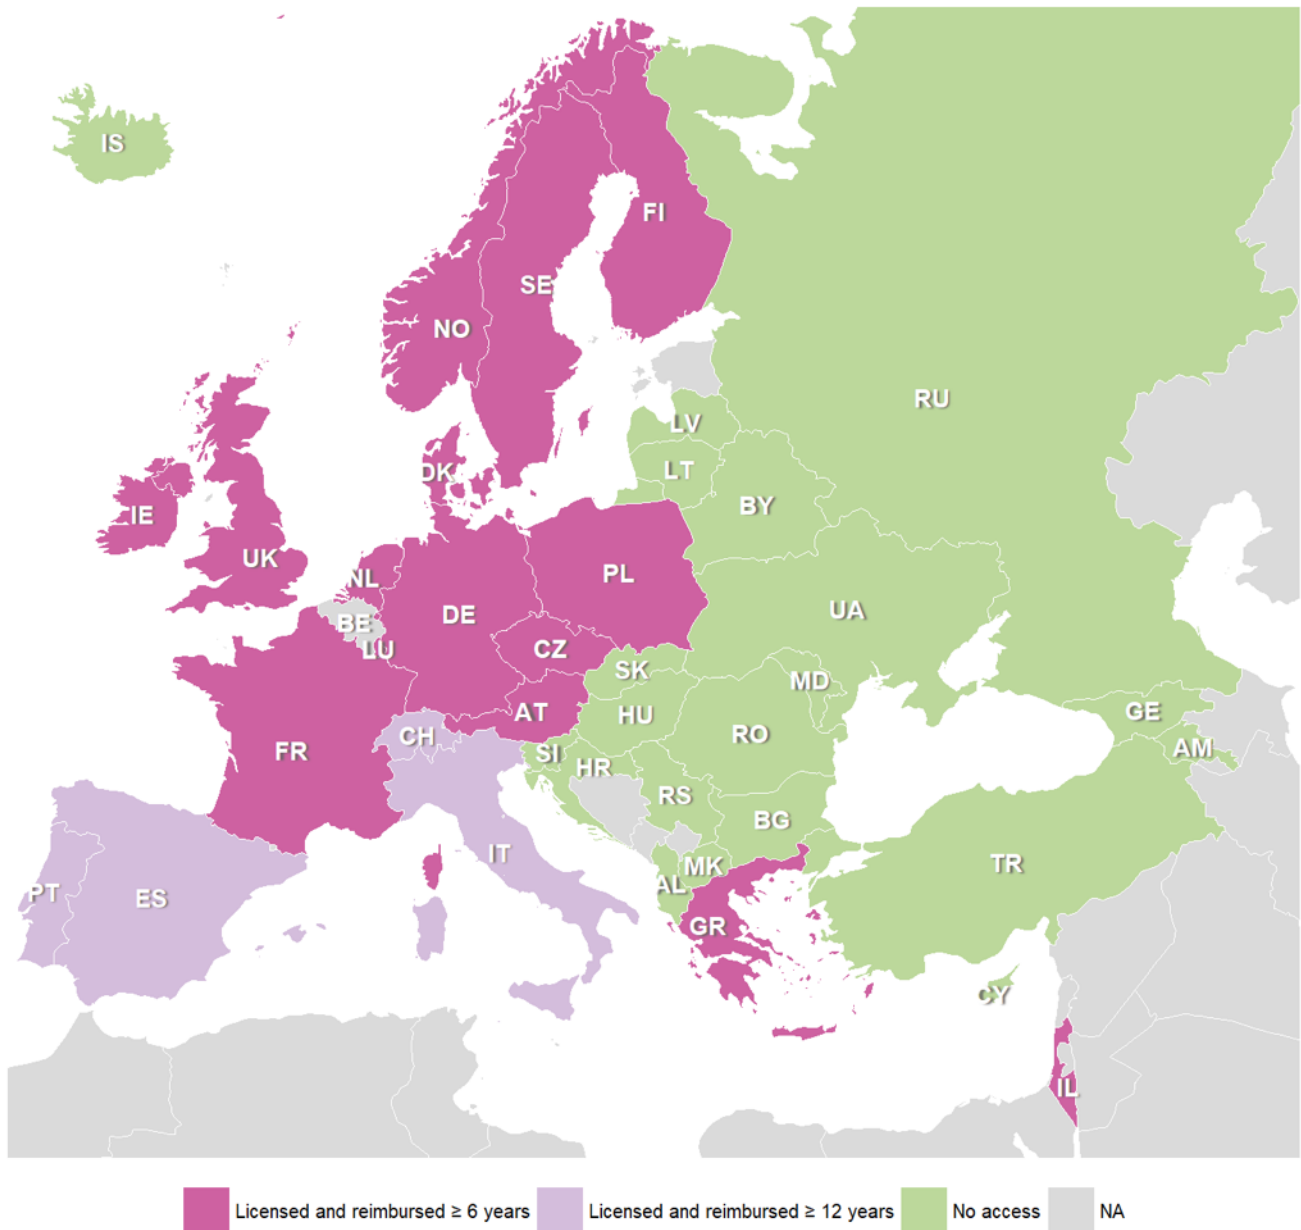 IS
FI
SE
NO
RU
LV
DK
LT
BY
IE
UK
NL
PL
DE
UA
BE
LU
CZ
SK
MD
AT
HU
GE
CH
FR
RO
AM
SI
HR
RS
BG
IT
MK
TR
PT
ES
AL
GR
CY
IL
Licensed and reimbursed ≥ 6 years Licensed and reimbursed ≥ 12 years No access NA